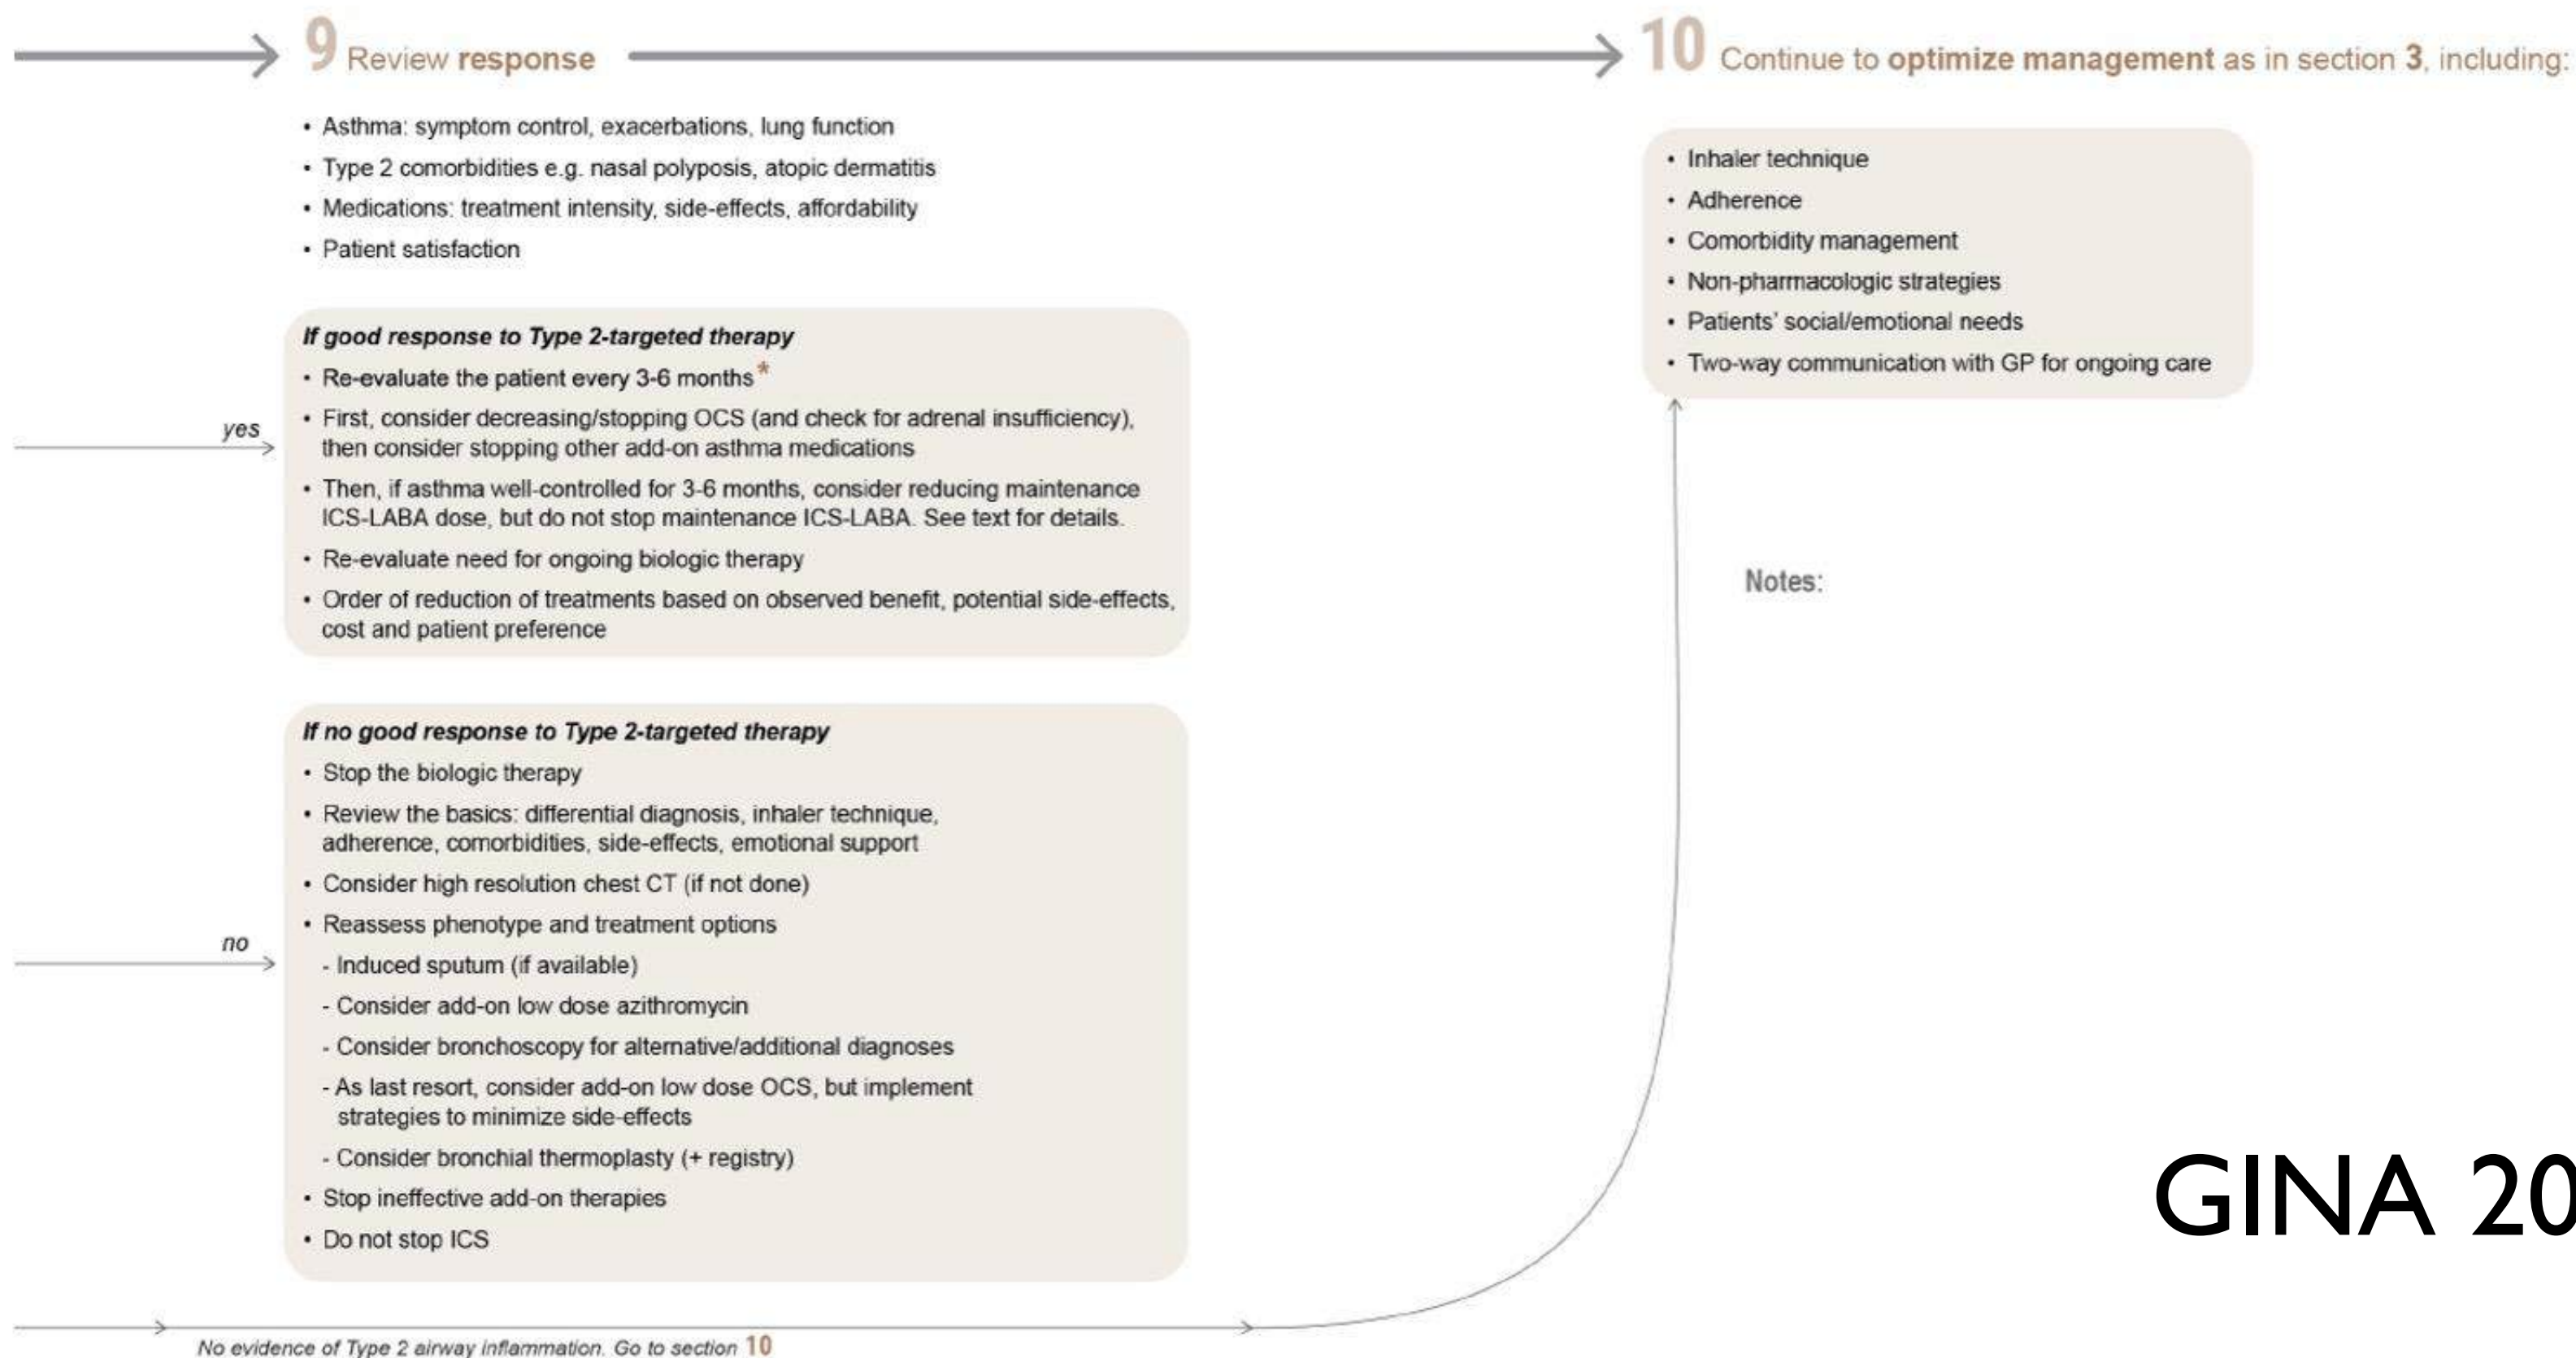 9 Review response
• Asthma: symptom control, exacerbations, lung function
• Type 2 comorbidities e.g. nasal polyposis, atopic dermatitis
• Medications: treatment intensity, side-effects, affordability
• Patient satisfaction
yes
If good response to Type 2-targeted therapy
• Re-evaluate the patient every 3-6 months*
• First, consider decreasing/stopping OCS (and check for adrenal insufficiency),
then consider stopping other add-on asthma medications
• Then, if asthma well-controlled for 3-6 months, consider reducing maintenance
ICS-LABA dose, but do not stop maintenance ICS-LABA. See text for details.
• Re-evaluate need for ongoing biologic therapy
• Order of reduction of treatments based on observed benefit, potential side-effects,
cost and patient preference
no
If no good response to Type 2-targeted therapy
• Stop the biologic therapy
• Review the basics: differential diagnosis, inhaler technique,
adherence, comorbidities, side-effects, emotional support
• Consider high resolution chest CT (if not done)
• Reassess phenotype and treatment options
- Induced sputum (if available)
- Consider add-on low dose azithromycin
- Consider bronchoscopy for alternative/additional diagnoses
- As last resort, consider add-on low dose OCS, but implement
strategies to minimize side-effects
- Consider bronchial thermoplasty (+ registry)
• Stop ineffective add-on therapies
• Do not stop ICS
No evidence of Type 2 airway inflammation. Go to section 10
10 Continue to optimize management as in section 3, including:
• Inhaler technique
• Adherence
• Comorbidity management
• Non-pharmacologic strategies
• Patients' social/emotional needs
• Two-way communication with GP for ongoing care
Notes:
GINA 20